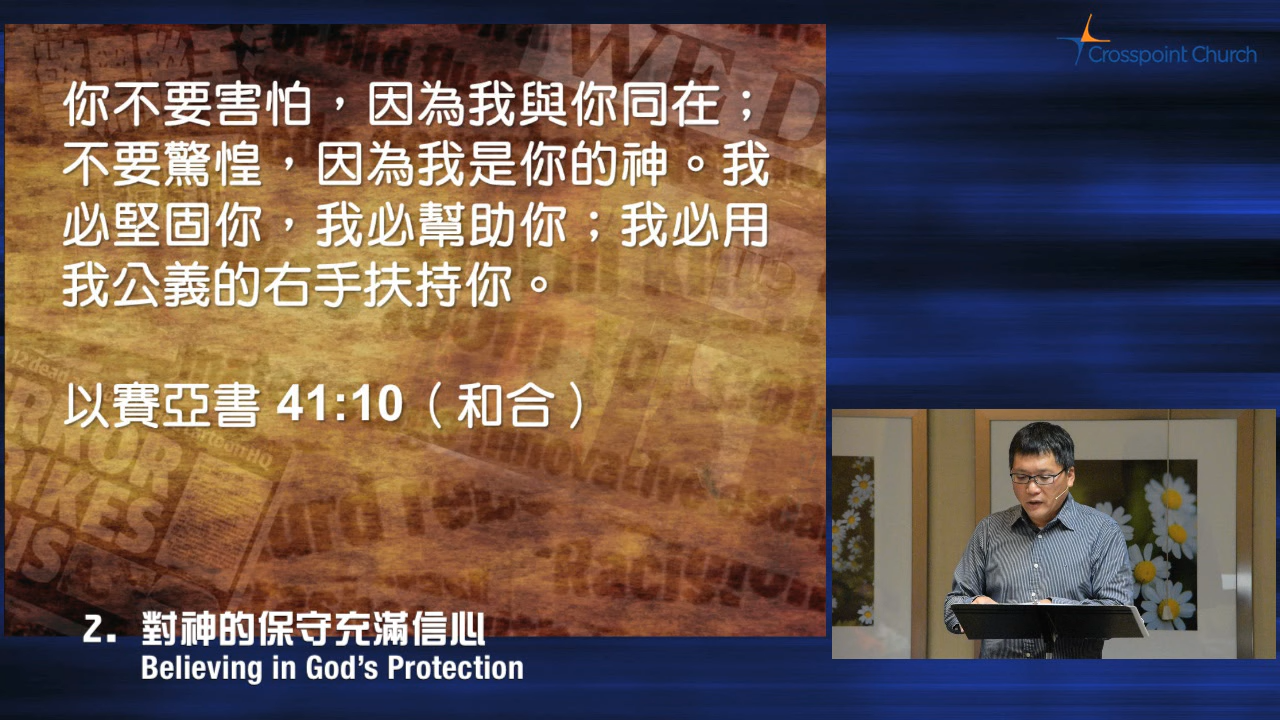 Crosspoint Church
你不要害怕，因為我與你同在；
不要驚惶，因為我是你的神。我
必堅固你，我必幫助你；我必用
我公義的右手扶持你。
以賽亞書 41:10（和合）
2. 對神的保守充滿信心
Believing in God's Protection